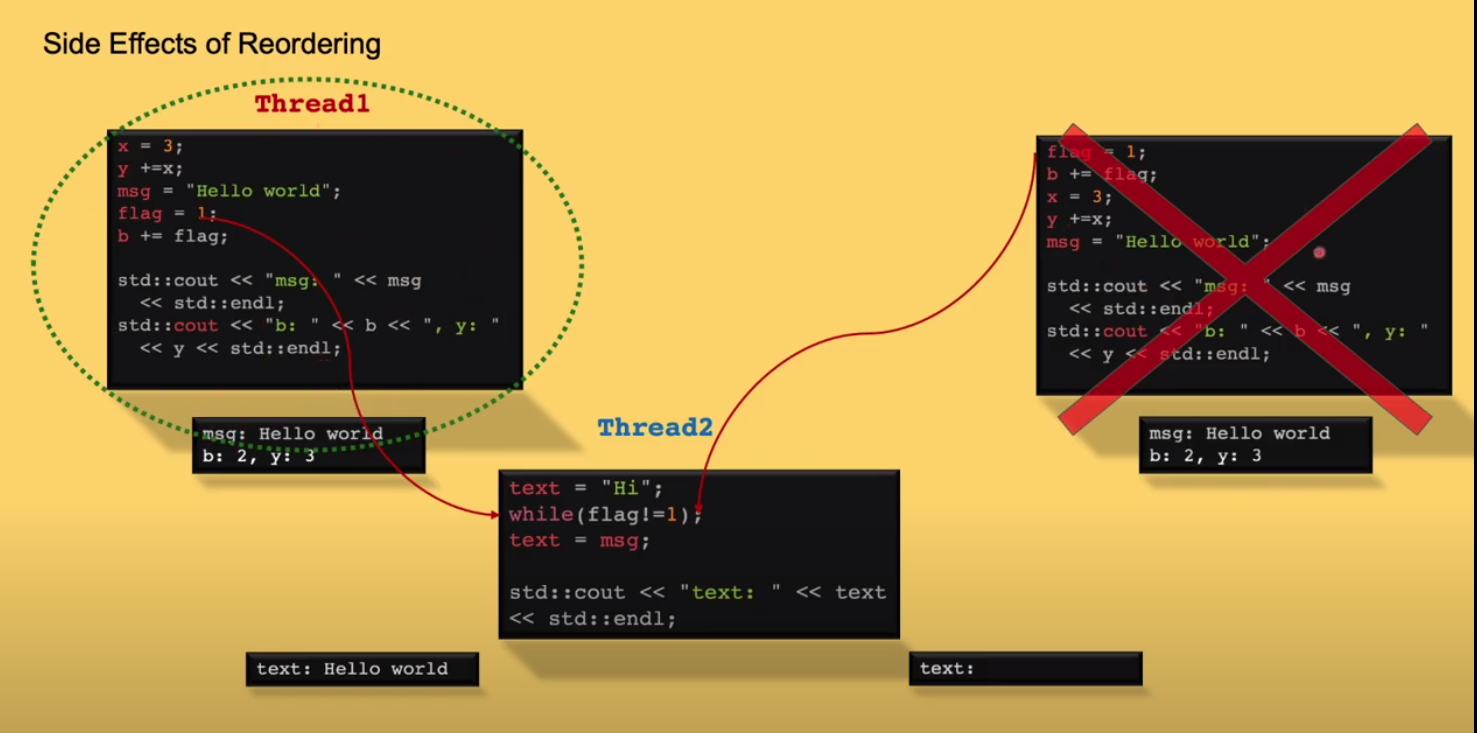 Side Effects of Reordering
Thread1
x = 3;
y +=x;
msg = "Hello world";
flag = 1;
b += flag;
std::cout << "msg: " << msg
<< std::endl;
std::cout << "b: " << b << ", y: "
<< y << std::endl;
msg: Hello world
b: 2, y: 3
flag = 1;
b += flag;
x = 3;
y +=x;
msg = "Hello world";
std::cout << "msg: " << msg
<< std::endl;
std::cout << "b: " << b << ", y: "
<< y << std::endl;
msg: Hello world
b: 2, y: 3
Thread2
text = "Hi";
while(flag!=1);
text = msg;
std::cout << "text: " << text
<< std::endl;
text: Hello world
text: